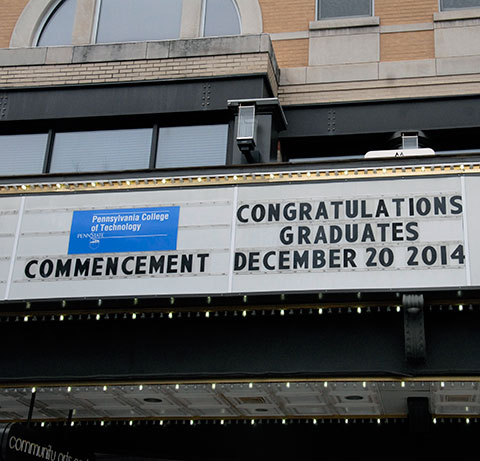 Pennsylvania College
of Technology
PENNSTATE
COMMENCEMENT
CONGRATULATIONS
GRADUATES
DECEMBER 20 2014
community arts